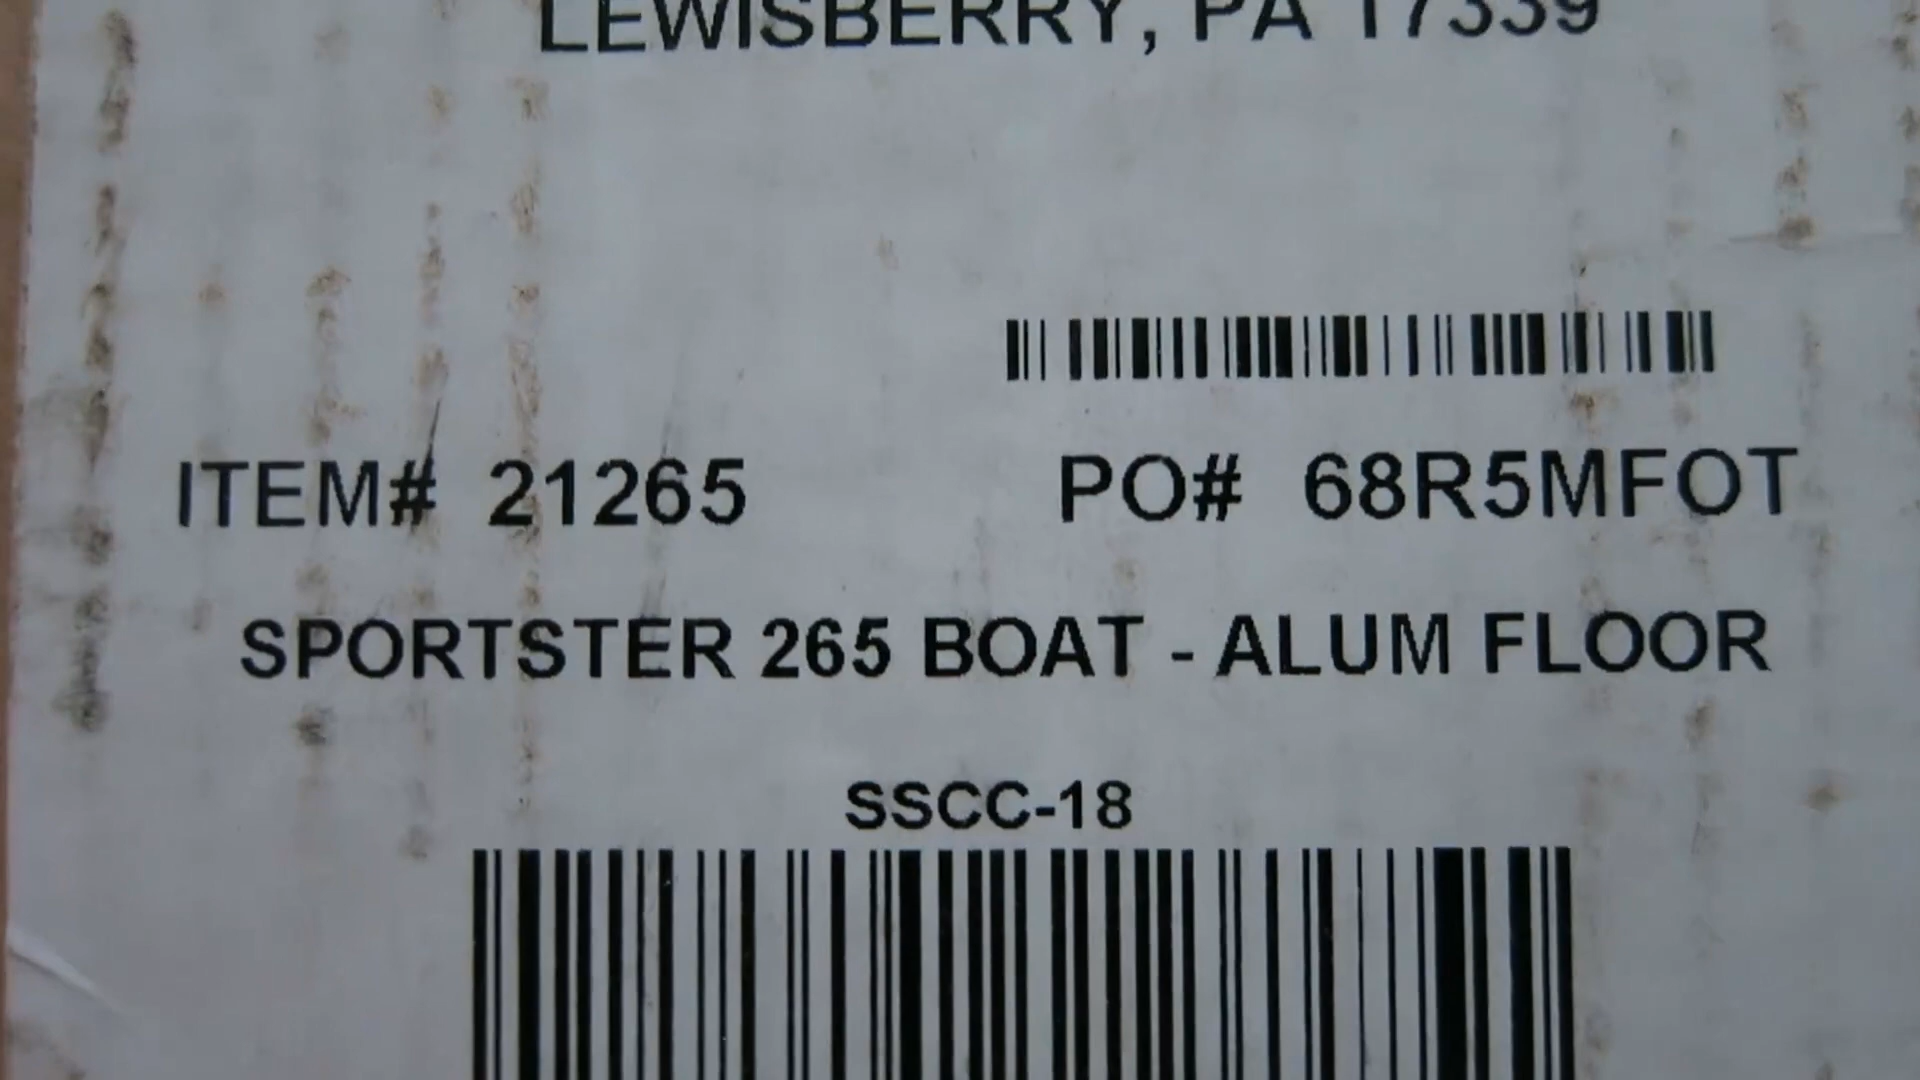 LEWISBERRY, PA 17339
ITEM# 21265 PO# 68R5MFOT
SPORTSTER 265 BOAT - ALUM FLOOR
SSCC-18